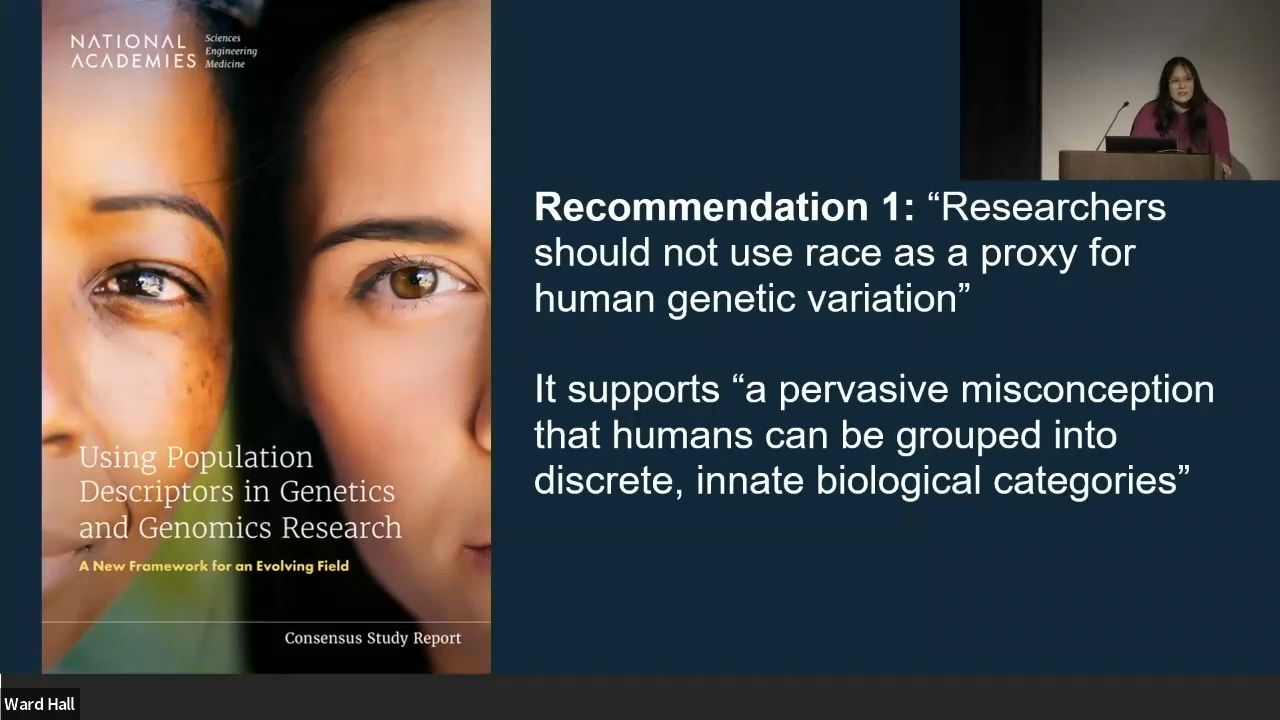 NATIONAL
ACADEMIES
Sciences
Engineering
Medicine
Using Population
Descriptors in Genetics
and Genomics Research
A New Framework for an Evolving Field
Consensus Study Report
Recommendation 1: “Researchers
should not use race as a proxy for
human genetic variation”
It supports “a pervasive misconception
that humans can be grouped into
discrete, innate biological categories”
Ward Hall